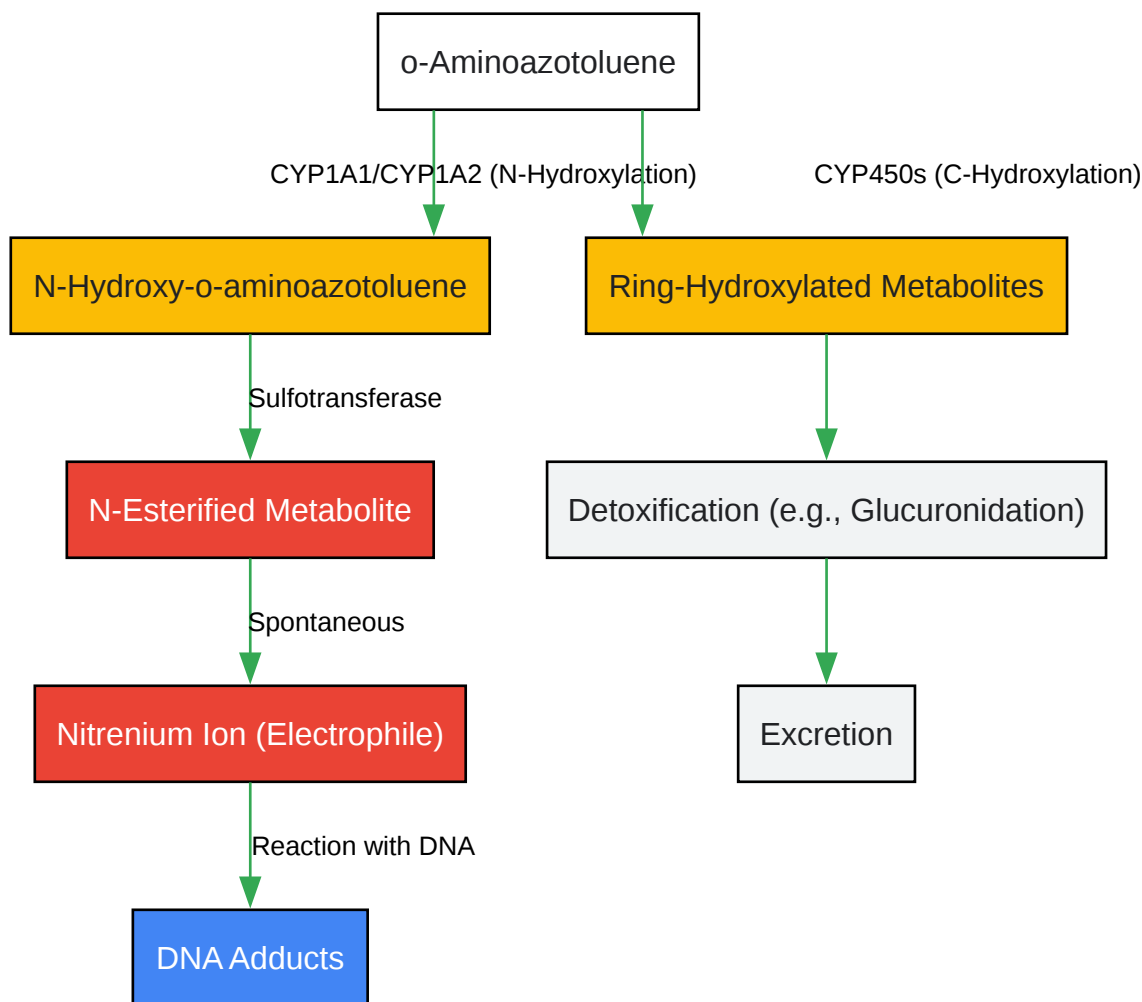 o-Aminoazotoluene
CYP1A1/CYP1A2 (N-Hydroxylation)
CYP450s (C-Hydroxylation)
N-Hydroxy-o-aminoazotoluene
Ring-Hydroxylated Metabolites
Sulfotransferase
N-Esterified Metabolite
Detoxification (e.g., Glucuronidation)
Spontaneous
Nitrenium Ion (Electrophile)
Excretion
Reaction with DNA
DNA Adducts